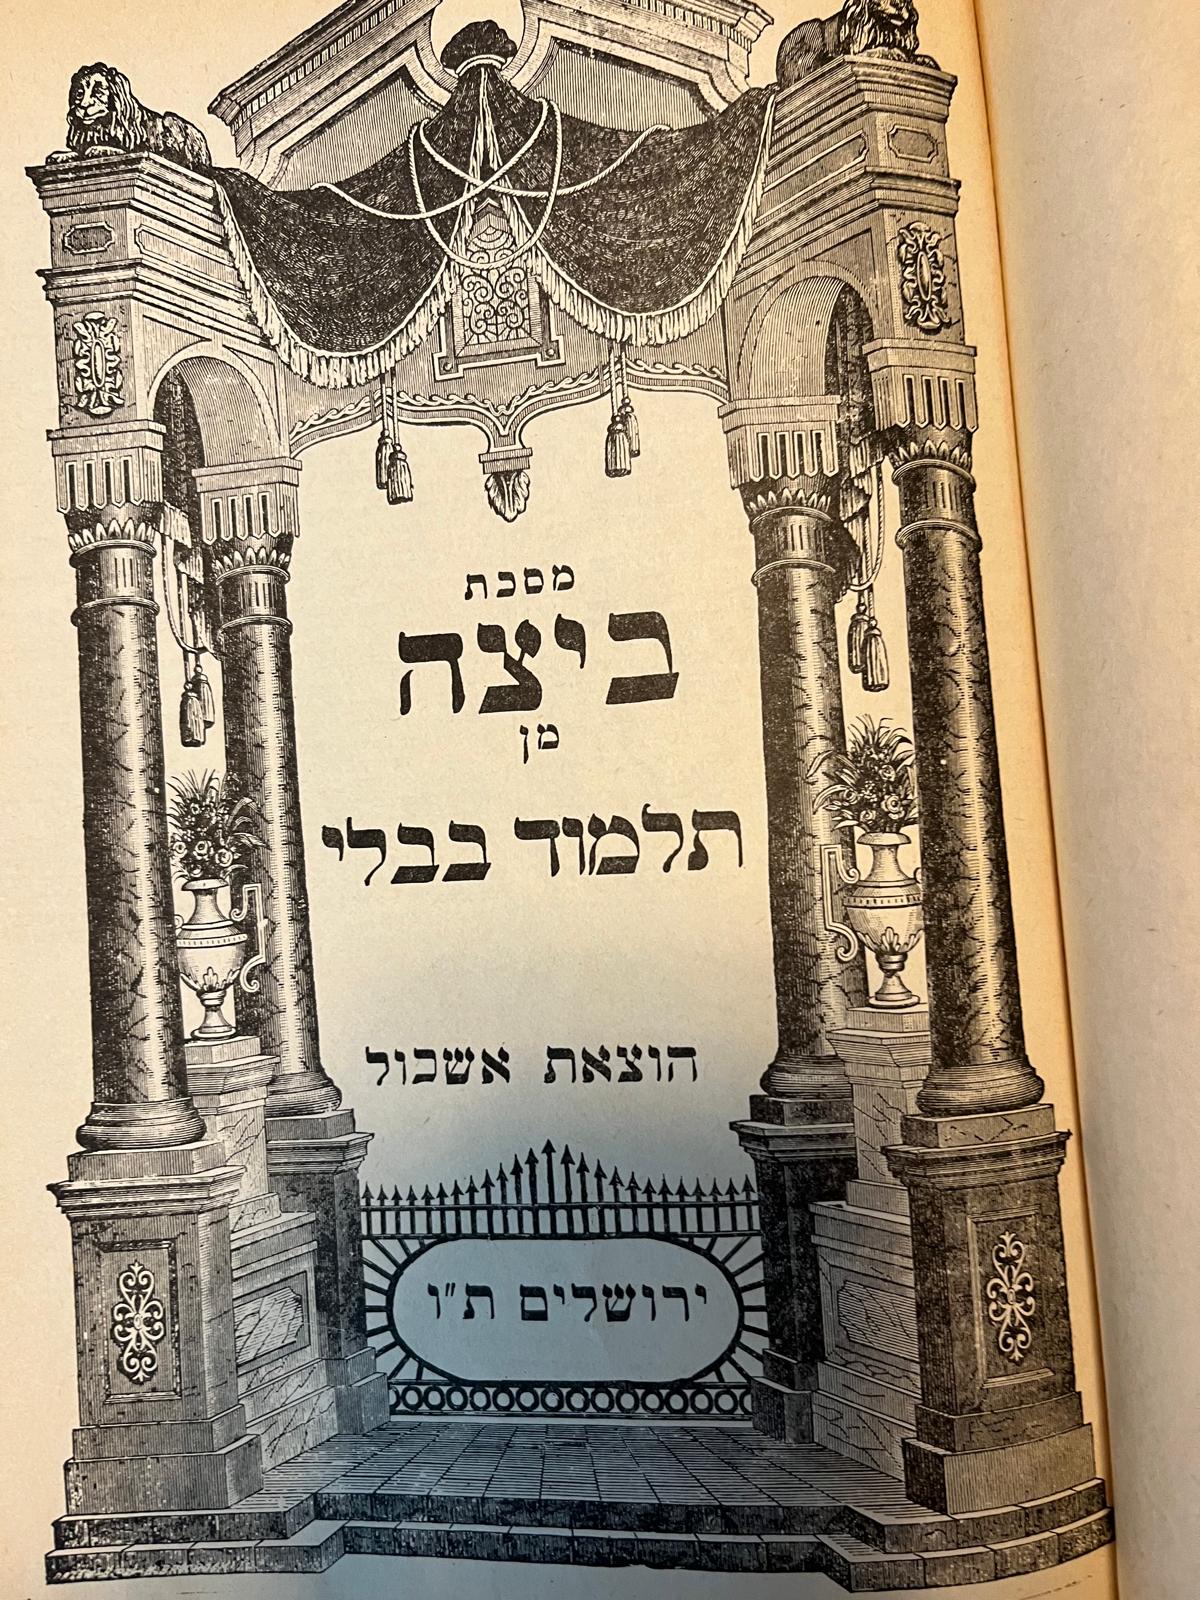 מסכת
ביצה
מן
תלמוד בבלי
הוצאת אשכול
ירושלים ת"ו